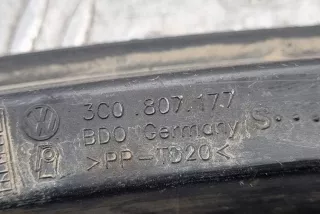 3C0 .807.177
BDO Germany S....
>PP-TD20<